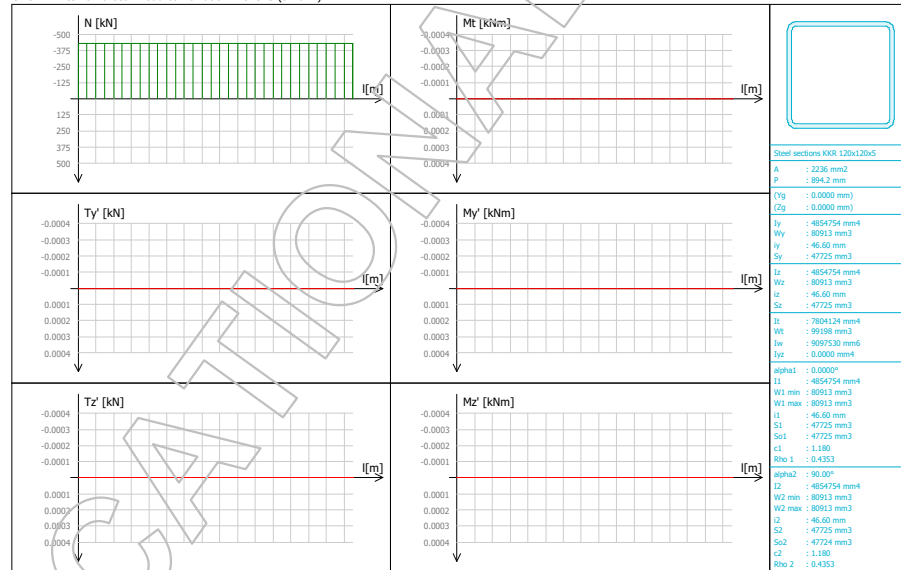 N [kN]
-500
-375
-250
-125
l[m]
125
250
375
500
Mt [kNm]
-0.0004
-0.0003
-0.0002
-0.0001
l[m]
0.0001
0.0002
0.0003
0.0004
Ty' [kN]
-0.0004
-0.0003
-0.0002
-0.0001
l[m]
0.0001
0.0002
0.0003
0.0004
My' [kNm]
-0.0004
-0.0003
-0.0002
-0.0001
l[m]
0.0001
0.0002
0.0003
0.0004
Tz' [kN]
-0.0004
-0.0003
-0.0002
-0.0001
l[m]
0.0001
0.0002
0.0003
0.0004
Mz' [kNm]
-0.0004
-0.0003
-0.0002
-0.0001
l[m]
0.0001
0.0002
0.0003
0.0004
Steel sections KKR 120x120x5
A : 2236 mm2
P : 894.2 mm
(Yg : 0.0000 mm)
(Zg : 0.0000 mm)
Iy : 4854754 mm4
Wy : 80913 mm3
iy : 46.60 mm
Sy : 47725 mm3
Iz : 4854754 mm4
Wz : 80913 mm3
iz : 46.60 mm
Sz : 47725 mm3
It : 7804124 mm4
Wt : 99198 mm3
Iw : 9097530 mm6
Iyz : 0.0000 mm4
alpha1 : 0.0000°
I1 : 4854754 mm4
W1 min : 80913 mm3
W1 max : 80913 mm3
i1 : 46.60 mm
S1 : 47725 mm3
So1 : 47725 mm3
c1 : 1.180
Rho 1 : 0.4353
alpha2 : 90.00°
I2 : 4854754 mm4
W2 min : 80913 mm3
W2 max : 80913 mm3
i2 : 46.60 mm
S2 : 47725 mm3
So2 : 47724 mm3
c2 : 1.180
Rho 2 : 0.4353
CATIONA